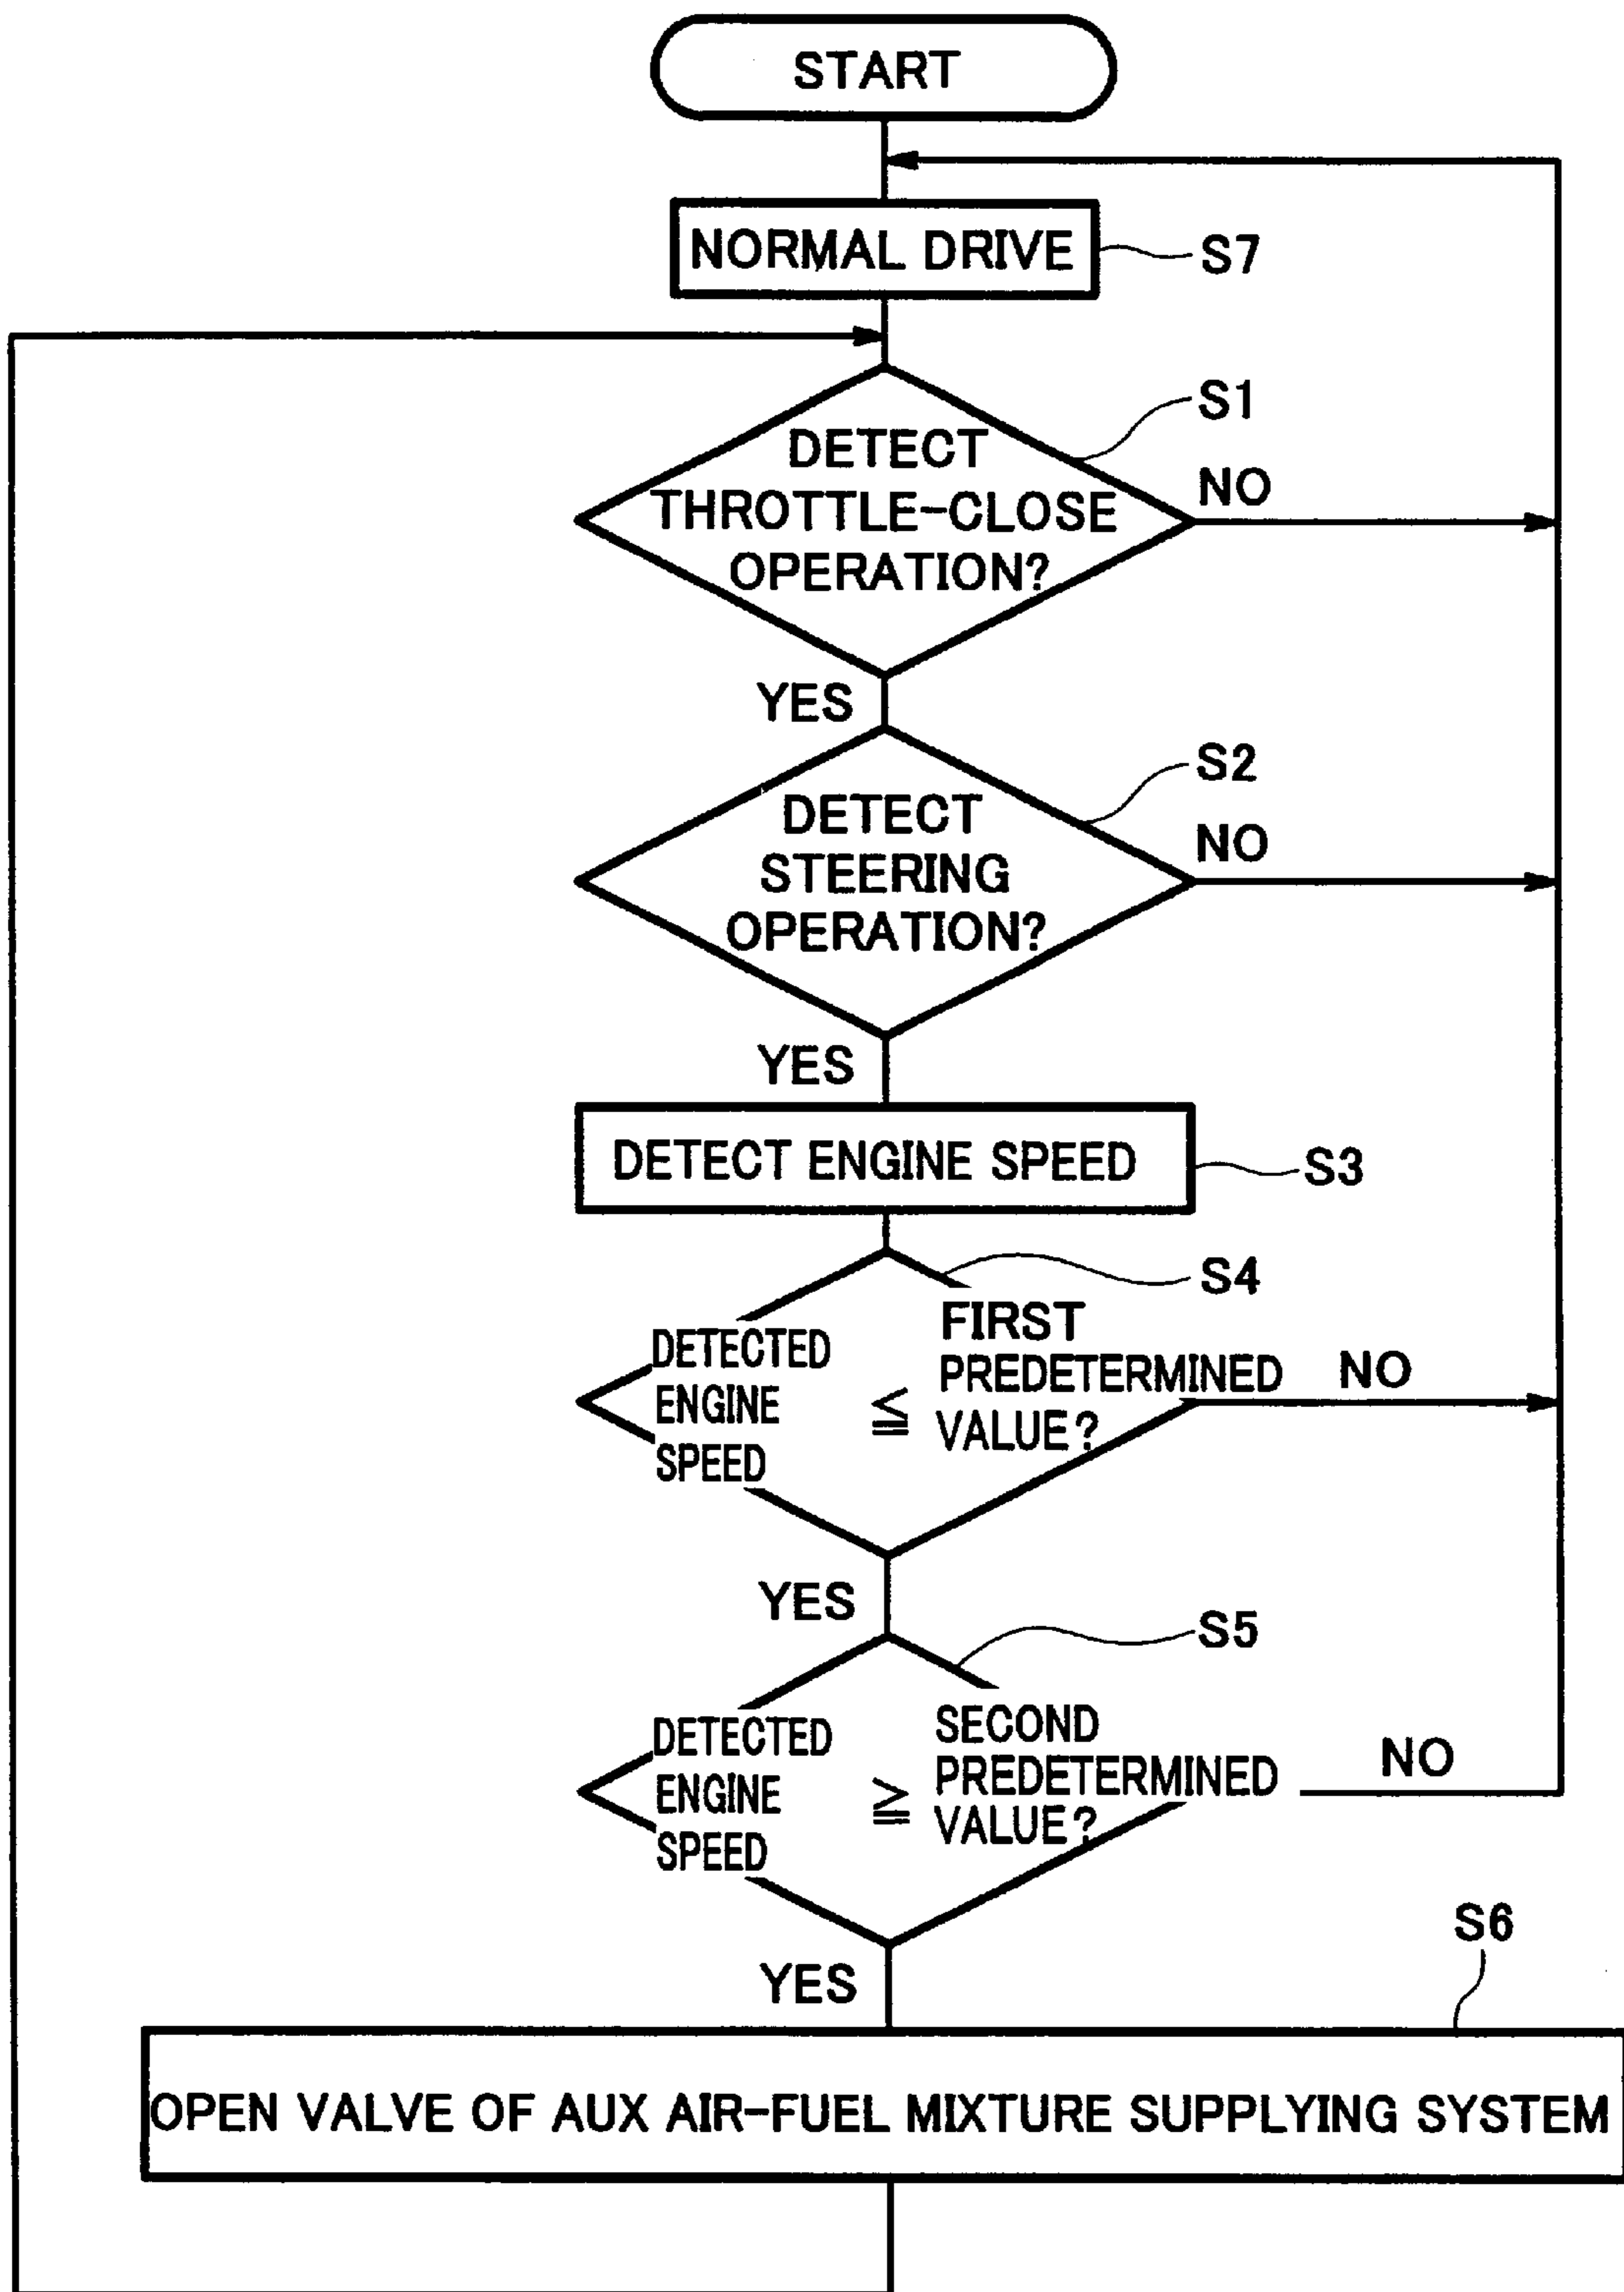 START
NORMAL DRIVE
S7
S1
DETECT
THROTTLE-CLOSE
OPERATION?
NO
YES
S2
DETECT
STEERING
OPERATION?
NO
YES
DETECT ENGINE SPEED
S3
S4
DETECTED
ENGINE
SPEED
≦
FIRST
PREDETERMINED
VALUE?
NO
YES
S5
DETECTED
ENGINE
SPEED
≧
SECOND
PREDETERMINED
VALUE?
NO
YES
S6
OPEN VALVE OF AUX AIR-FUEL MIXTURE SUPPLYING SYSTEM